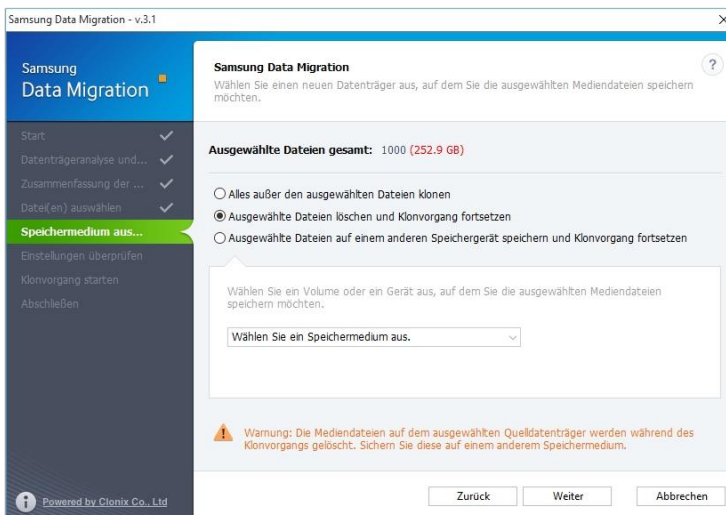 Samsung Data Migration - v.3.1
Samsung
Data Migration
Samsung Data Migration
Wählen Sie einen neuen Datenträger aus, auf dem Sie die ausgewählten Mediendateien speichern
möchten.
?
Start
Datenträgeranalyse und...
Zusammenfassung der ...
Datei(en) auswählen
Speichermedium aus...
Einstellungen überprüfen
Klonvorgang starten
Abschließen
Ausgewählte Dateien gesamt: 1000 (252.9 GB)
Alles außer den ausgewählten Dateien klonen
Ausgewählte Dateien löschen und Klonvorgang fortsetzen
Ausgewählte Dateien auf einem anderen Speichergerät speichern und Klonvorgang fortsetzen
Wählen Sie ein Volume oder ein Gerät aus, auf dem Sie die ausgewählten Mediendateien
speichern möchten.
Wählen Sie ein Speichermedium aus.
Warnung: Die Mediendateien auf dem ausgewählten Quelldatenträger werden während des
Klonvorgangs gelöscht. Sichern Sie diese auf einem anderem Speichermedium.
Powered by Clonix Co., Ltd
Zurück
Weiter
Abbrechen